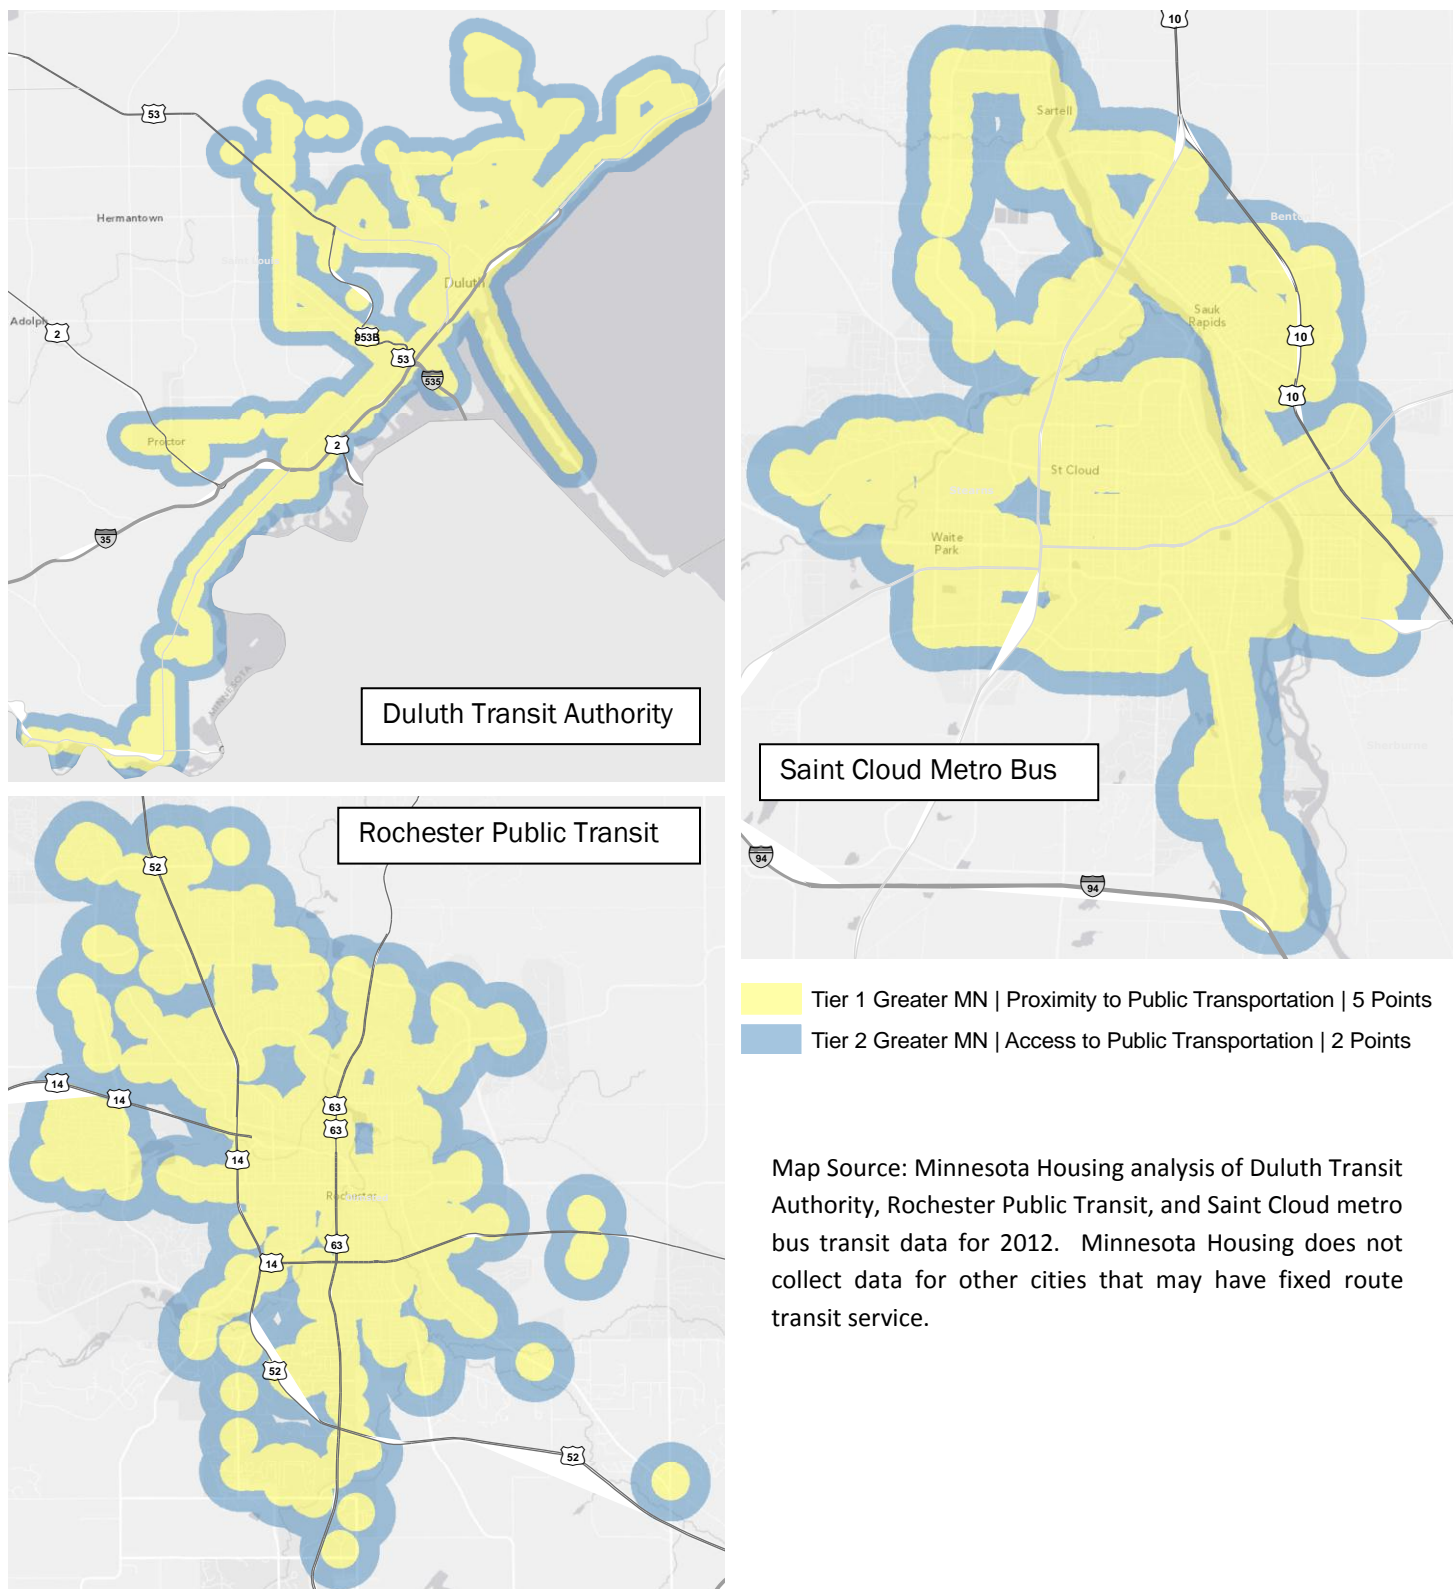 53
Hermantown
Duluth
Adolph
2
953B
53
535
Proctor
2
35
MINNESOTA
Duluth Transit Authority
10
Sartell
Sauk
Rapids
10
10
St Cloud
Waite
Park
Saint Cloud Metro Bus
94
94
Rochester Public Transit
52
14
14
63
63
14
Rochester
63
14
52
52
Tier 1 Greater MN | Proximity to Public Transportation | 5 Points
Tier 2 Greater MN | Access to Public Transportation | 2 Points
Map Source: Minnesota Housing analysis of Duluth Transit
Authority, Rochester Public Transit, and Saint Cloud metro
bus transit data for 2012. Minnesota Housing does not
collect data for other cities that may have fixed route
transit service.